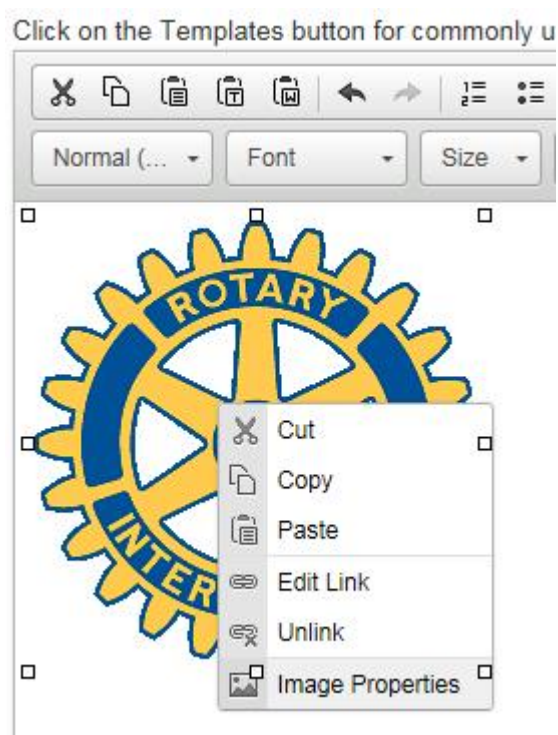 Click on the Templates button for commonly u
Normal (...
Font
Size
ROTARY
Cut
Copy
Paste
Edit Link
Unlink
Image Properties
INTER